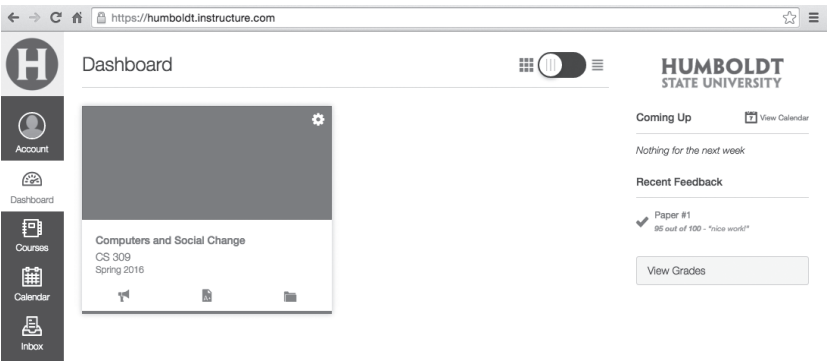 https://humboldt.instructure.com
H
Account
Dashboard
Courses
Calendar
Inbox
Dashboard
Computers and Social Change
CS 309
Spring 2016
HUMBOLDT
STATE UNIVERSITY
Coming Up
7 View Calendar
Nothing for the next week
Recent Feedback
Paper #1
95 out of 100 - "nice work!"
View Grades